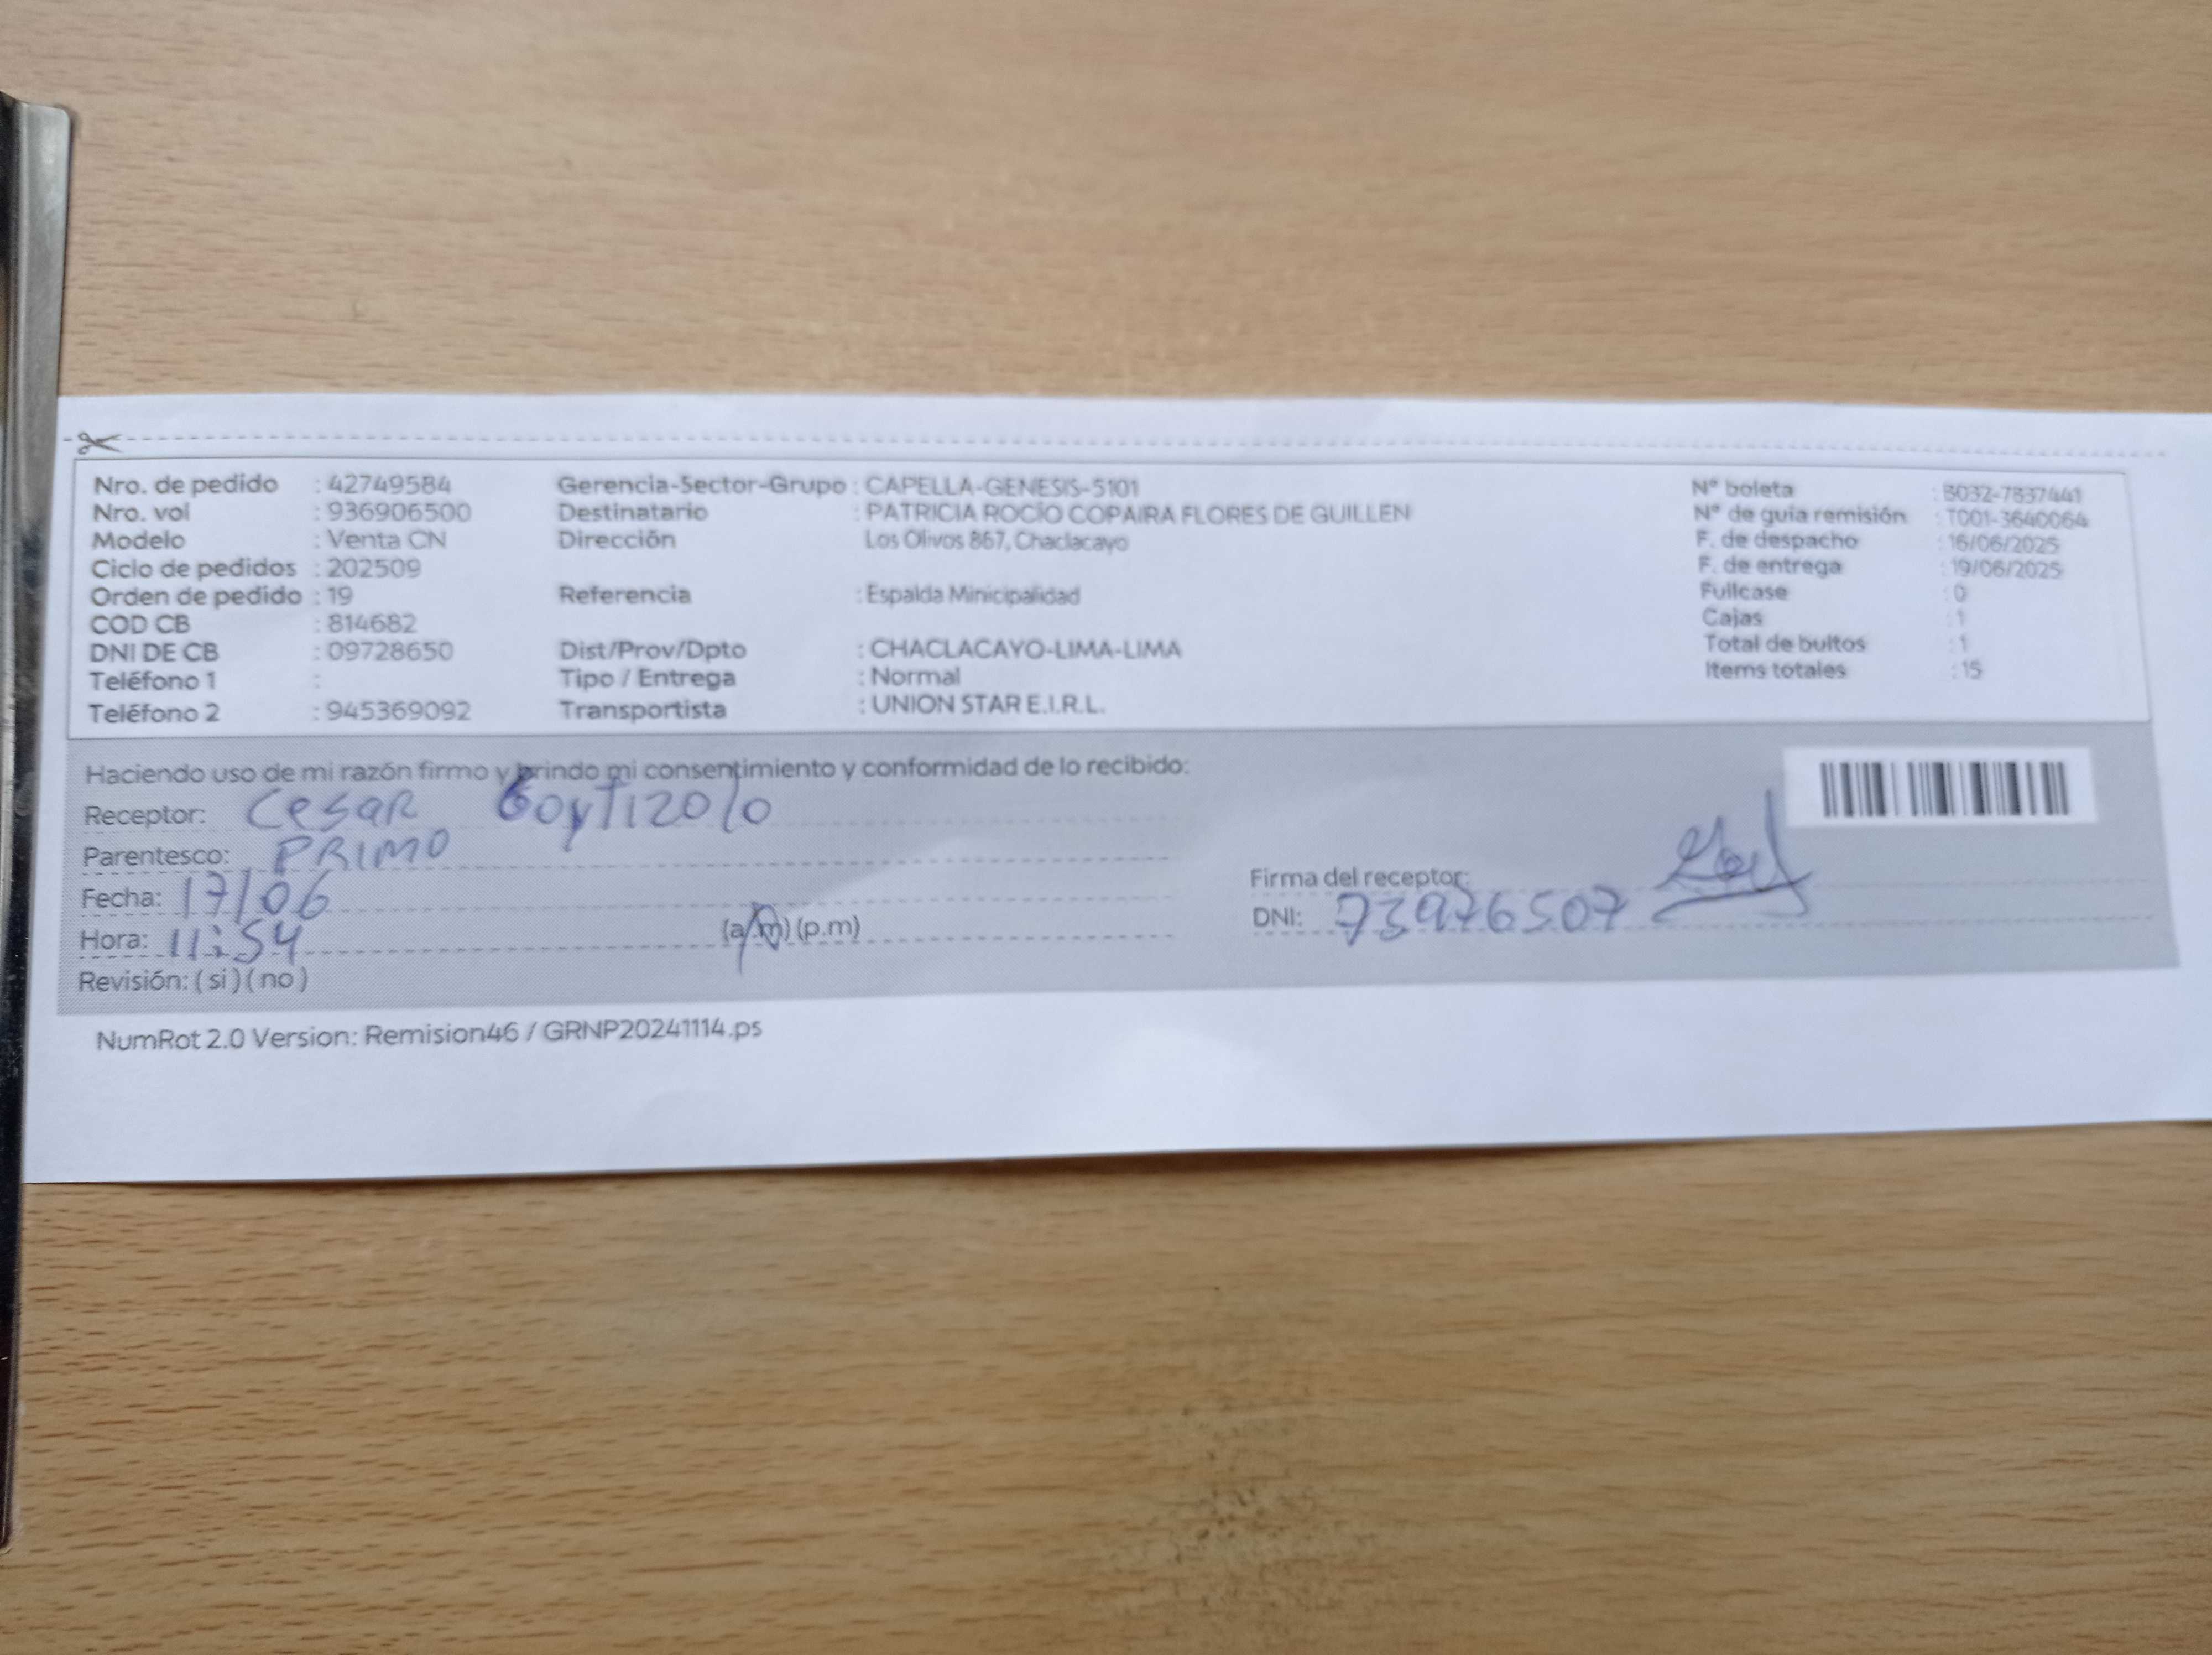 Nro. de pedido : 42749584 Gerencia-Sector-Grupo : CAPELLA-GENESIS-5101 N° boleta : B032-7837441
Nro. vol : 936906500 Destinatario : PATRICIA ROCÍO COPAIRA FLORES DE GUILLEN N° de guia remisión : T001-3640064
Modelo : Venta CN Dirección Los Olivos 867, Chaclacayo F. de despacho : 16/06/2025
Ciclo de pedidos : 202509 F. de entrega : 19/06/2025
Orden de pedido : 19 Referencia : Espalda Minicipalidad Fullcase : 0
COD CB : 814682 Cajas : 1
DNI DE CB : 09728650 Dist/Prov/Dpto : CHACLACAYO-LIMA-LIMA Total de bultos : 1
Teléfono 1 : Tipo / Entrega : Normal Items totales : 15
Teléfono 2 : 945369092 Transportista : UNION STAR E.I.R.L.
Haciendo uso de mi razón firmo y brindo mi consentimiento y conformidad de lo recibido:
Receptor: Cesar Goytizolo
Parentesco: PRIMO
Fecha: 17/06 Firma del receptor:
Hora: 11:54 (a.m) (p.m) DNI: 73976507
Revisión: ( si ) ( no )
NumRot 2.0 Version: Remision46 / GRNP20241114.ps